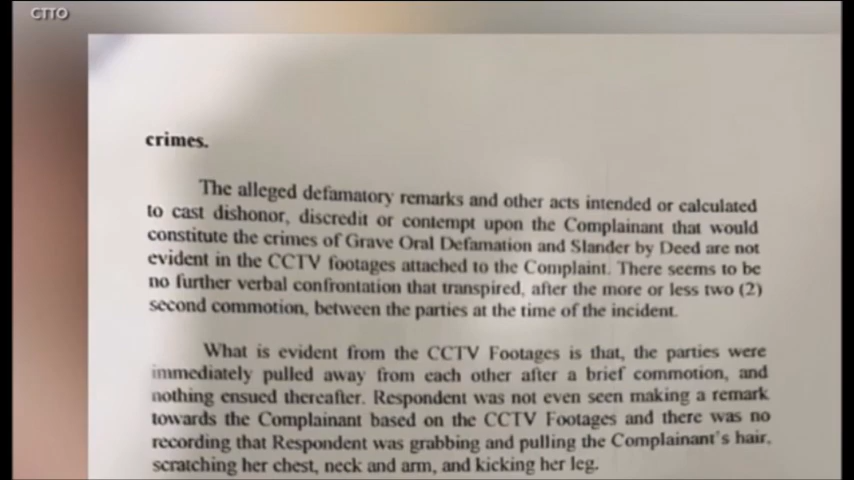 CTTO
crimes.
The alleged defamatory remarks and other acts intended or calculated
to cast dishonor, discredit or contempt upon the Complainant that would
constitute the crimes of Grave Oral Defamation and Slander by Deed are not
evident in the CCTV footages attached to the Complaint. There seems to be
no further verbal confrontation that transpired, after the more or less two (2)
second commotion, between the parties at the time of the incident.
What is evident from the CCTV Footages is that, the parties were
immediately pulled away from each other after a brief commotion, and
nothing ensued thereafter. Respondent was not even seen making a remark
towards the Complainant based on the CCTV Footages and there was no
recording that Respondent was grabbing and pulling the Complainant's hair,
scratching her chest, neck and arm, and kicking her leg.